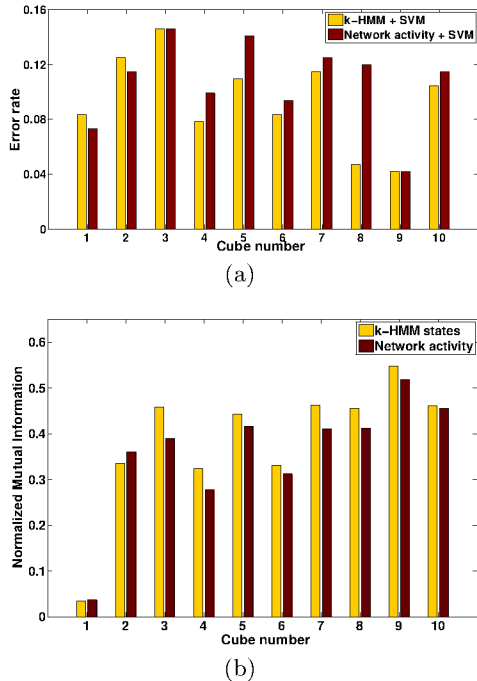 0.16
0.12
0.08
0.04
0
Error rate
k-HMM + SVM
Network activity + SVM
1 2 3 4 5 6 7 8 9 10
Cube number
(a)
0.6
0.5
0.4
0.3
0.2
0.1
0
Normalized Mutual Information
k-HMM states
Network activity
1 2 3 4 5 6 7 8 9 10
Cube number
(b)